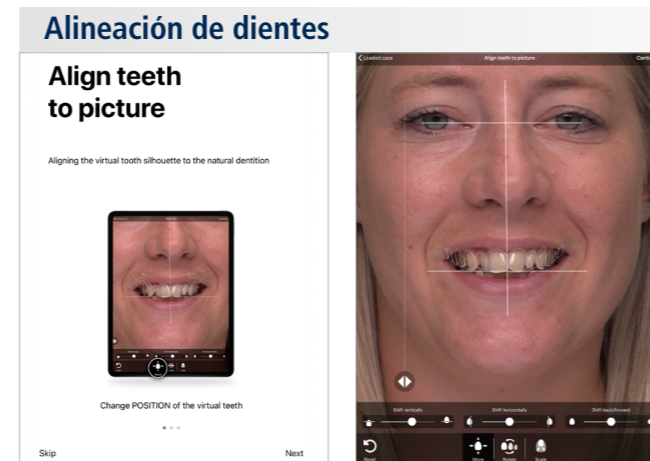 Alineación de dientes
Align teeth
to picture
Aligning the virtual tooth silhouette to the natural dentition
Change POSITION of the virtual teeth
Skip
Next
Loaded case
Align teeth to picture
Shift vertically
Shift horizontally
Shift back/forward
Reset
Move
Rotate
Scale